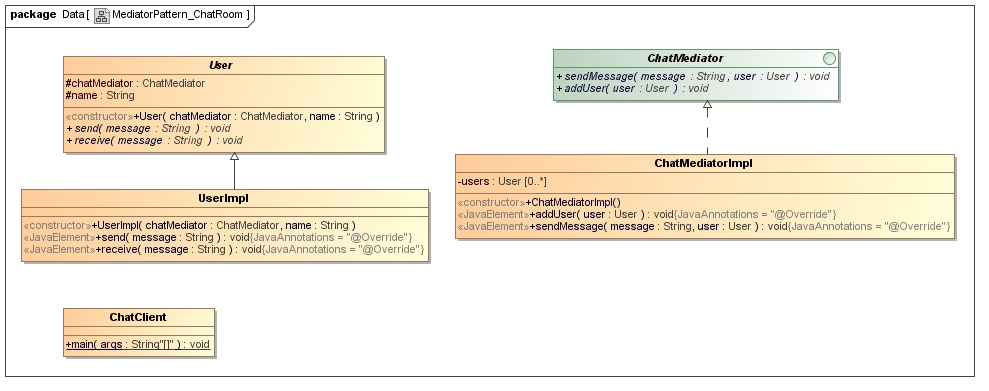 package Data [ MediatorPattern_ChatRoom ]
User
#chatMediator : ChatMediator
#name : String
«constructor»+User( chatMediator : ChatMediator, name : String )
+ send( message : String ) : void
+ receive( message : String ) : void
ChatMediator
+ sendMessage( message : String, user : User ) : void
+ addUser( user : User ) : void
UserImpl
«constructor»+UserImpl( chatMediator : ChatMediator, name : String )
«JavaElement»+send( message : String ) : void{JavaAnnotations = "@Override"}
«JavaElement»+receive( message : String ) : void{JavaAnnotations = "@Override"}
ChatMediatorImpl
-users : User [0..*]
«constructor»+ChatMediatorImpl()
«JavaElement»+addUser( user : User ) : void{JavaAnnotations = "@Override"}
«JavaElement»+sendMessage( message : String, user : User ) : void{JavaAnnotations = "@Override"}
ChatClient
+main( args : String"[]" ) : void